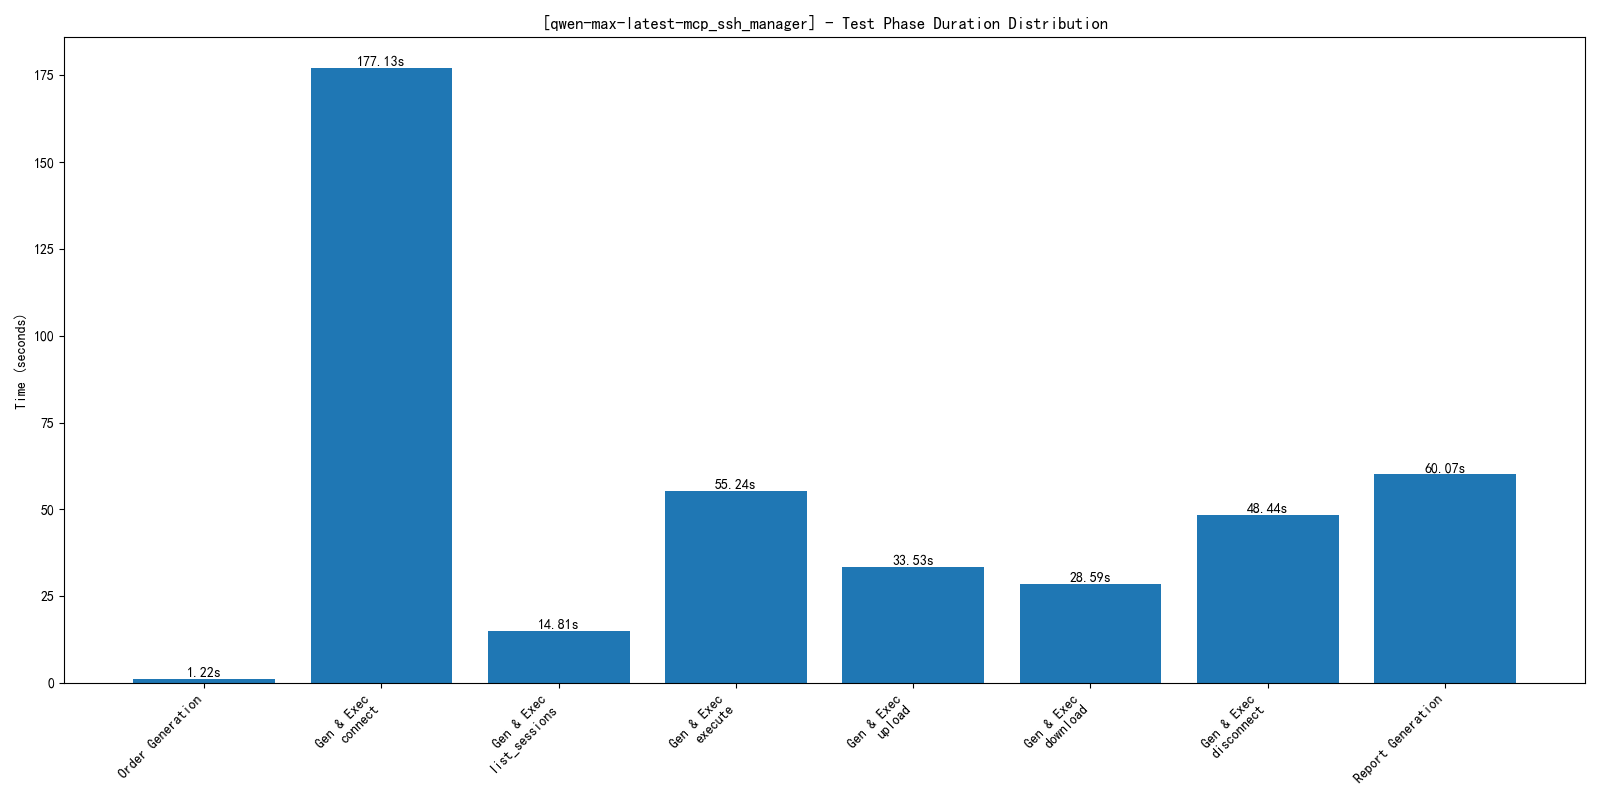 [qwen-max-latest-mcp_ssh_manager] - Test Phase Duration Distribution
Time (seconds)
175
150
125
100
75
50
25
0
1.22s
177.13s
14.81s
55.24s
33.53s
28.59s
48.44s
60.07s
Order Generation
Gen & Exec
connect
Gen & Exec
list_sessions
Gen & Exec
execute
Gen & Exec
upload
Gen & Exec
download
Gen & Exec
disconnect
Report Generation